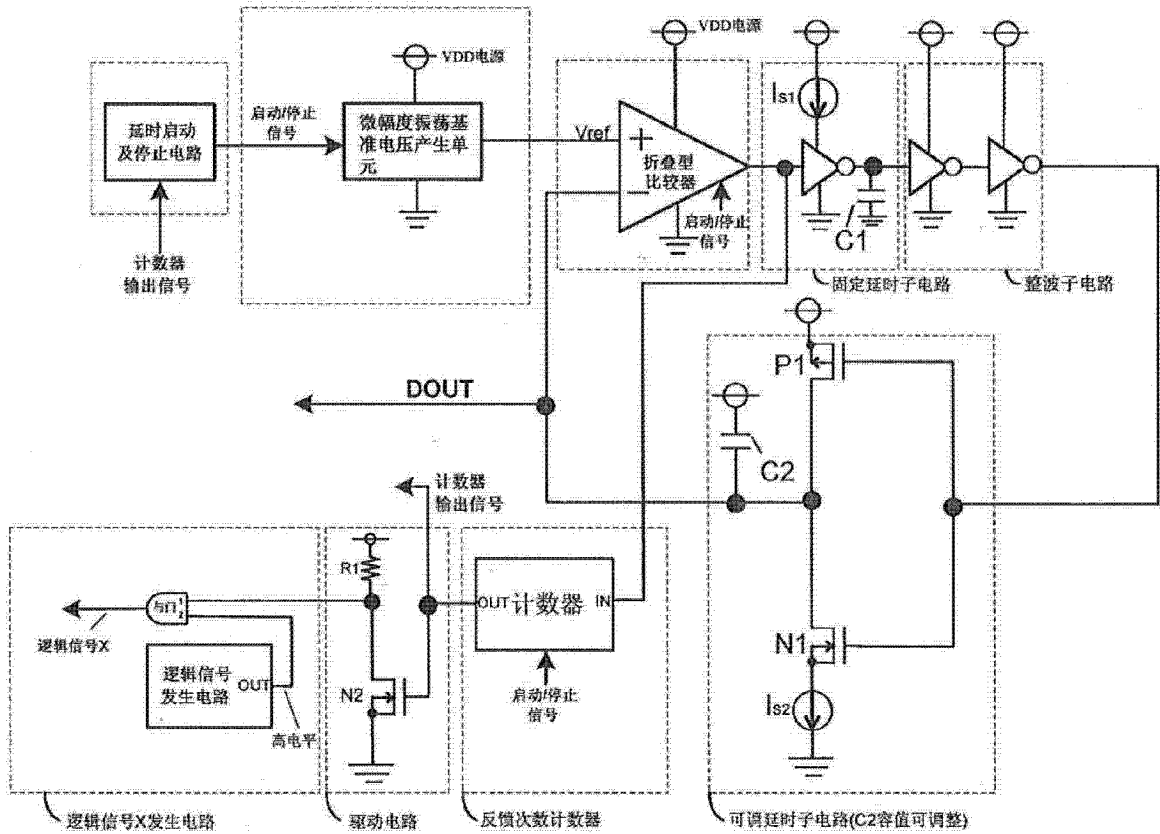 VDD电源
VDD电源
延时启动
及停止电路
启动/停止
信号
微幅度振荡基
准电压产生单
元
Vref
+
−
折叠型
比较器
启动/停止
信号
IS1
C1
计数器
输出信号
固定延时子电路
整波子电路
P1
DOUT
C2
计数器
输出信号
R1
OUT
计数器
IN
与门
1
2
逻辑信号X
逻辑信号
发生电路
OUT
高电平
N2
启动/停止
信号
N1
IS2
逻辑信号X发生电路
驱动电路
反馈次数计数器
可调延时子电路(C2容值可调整)